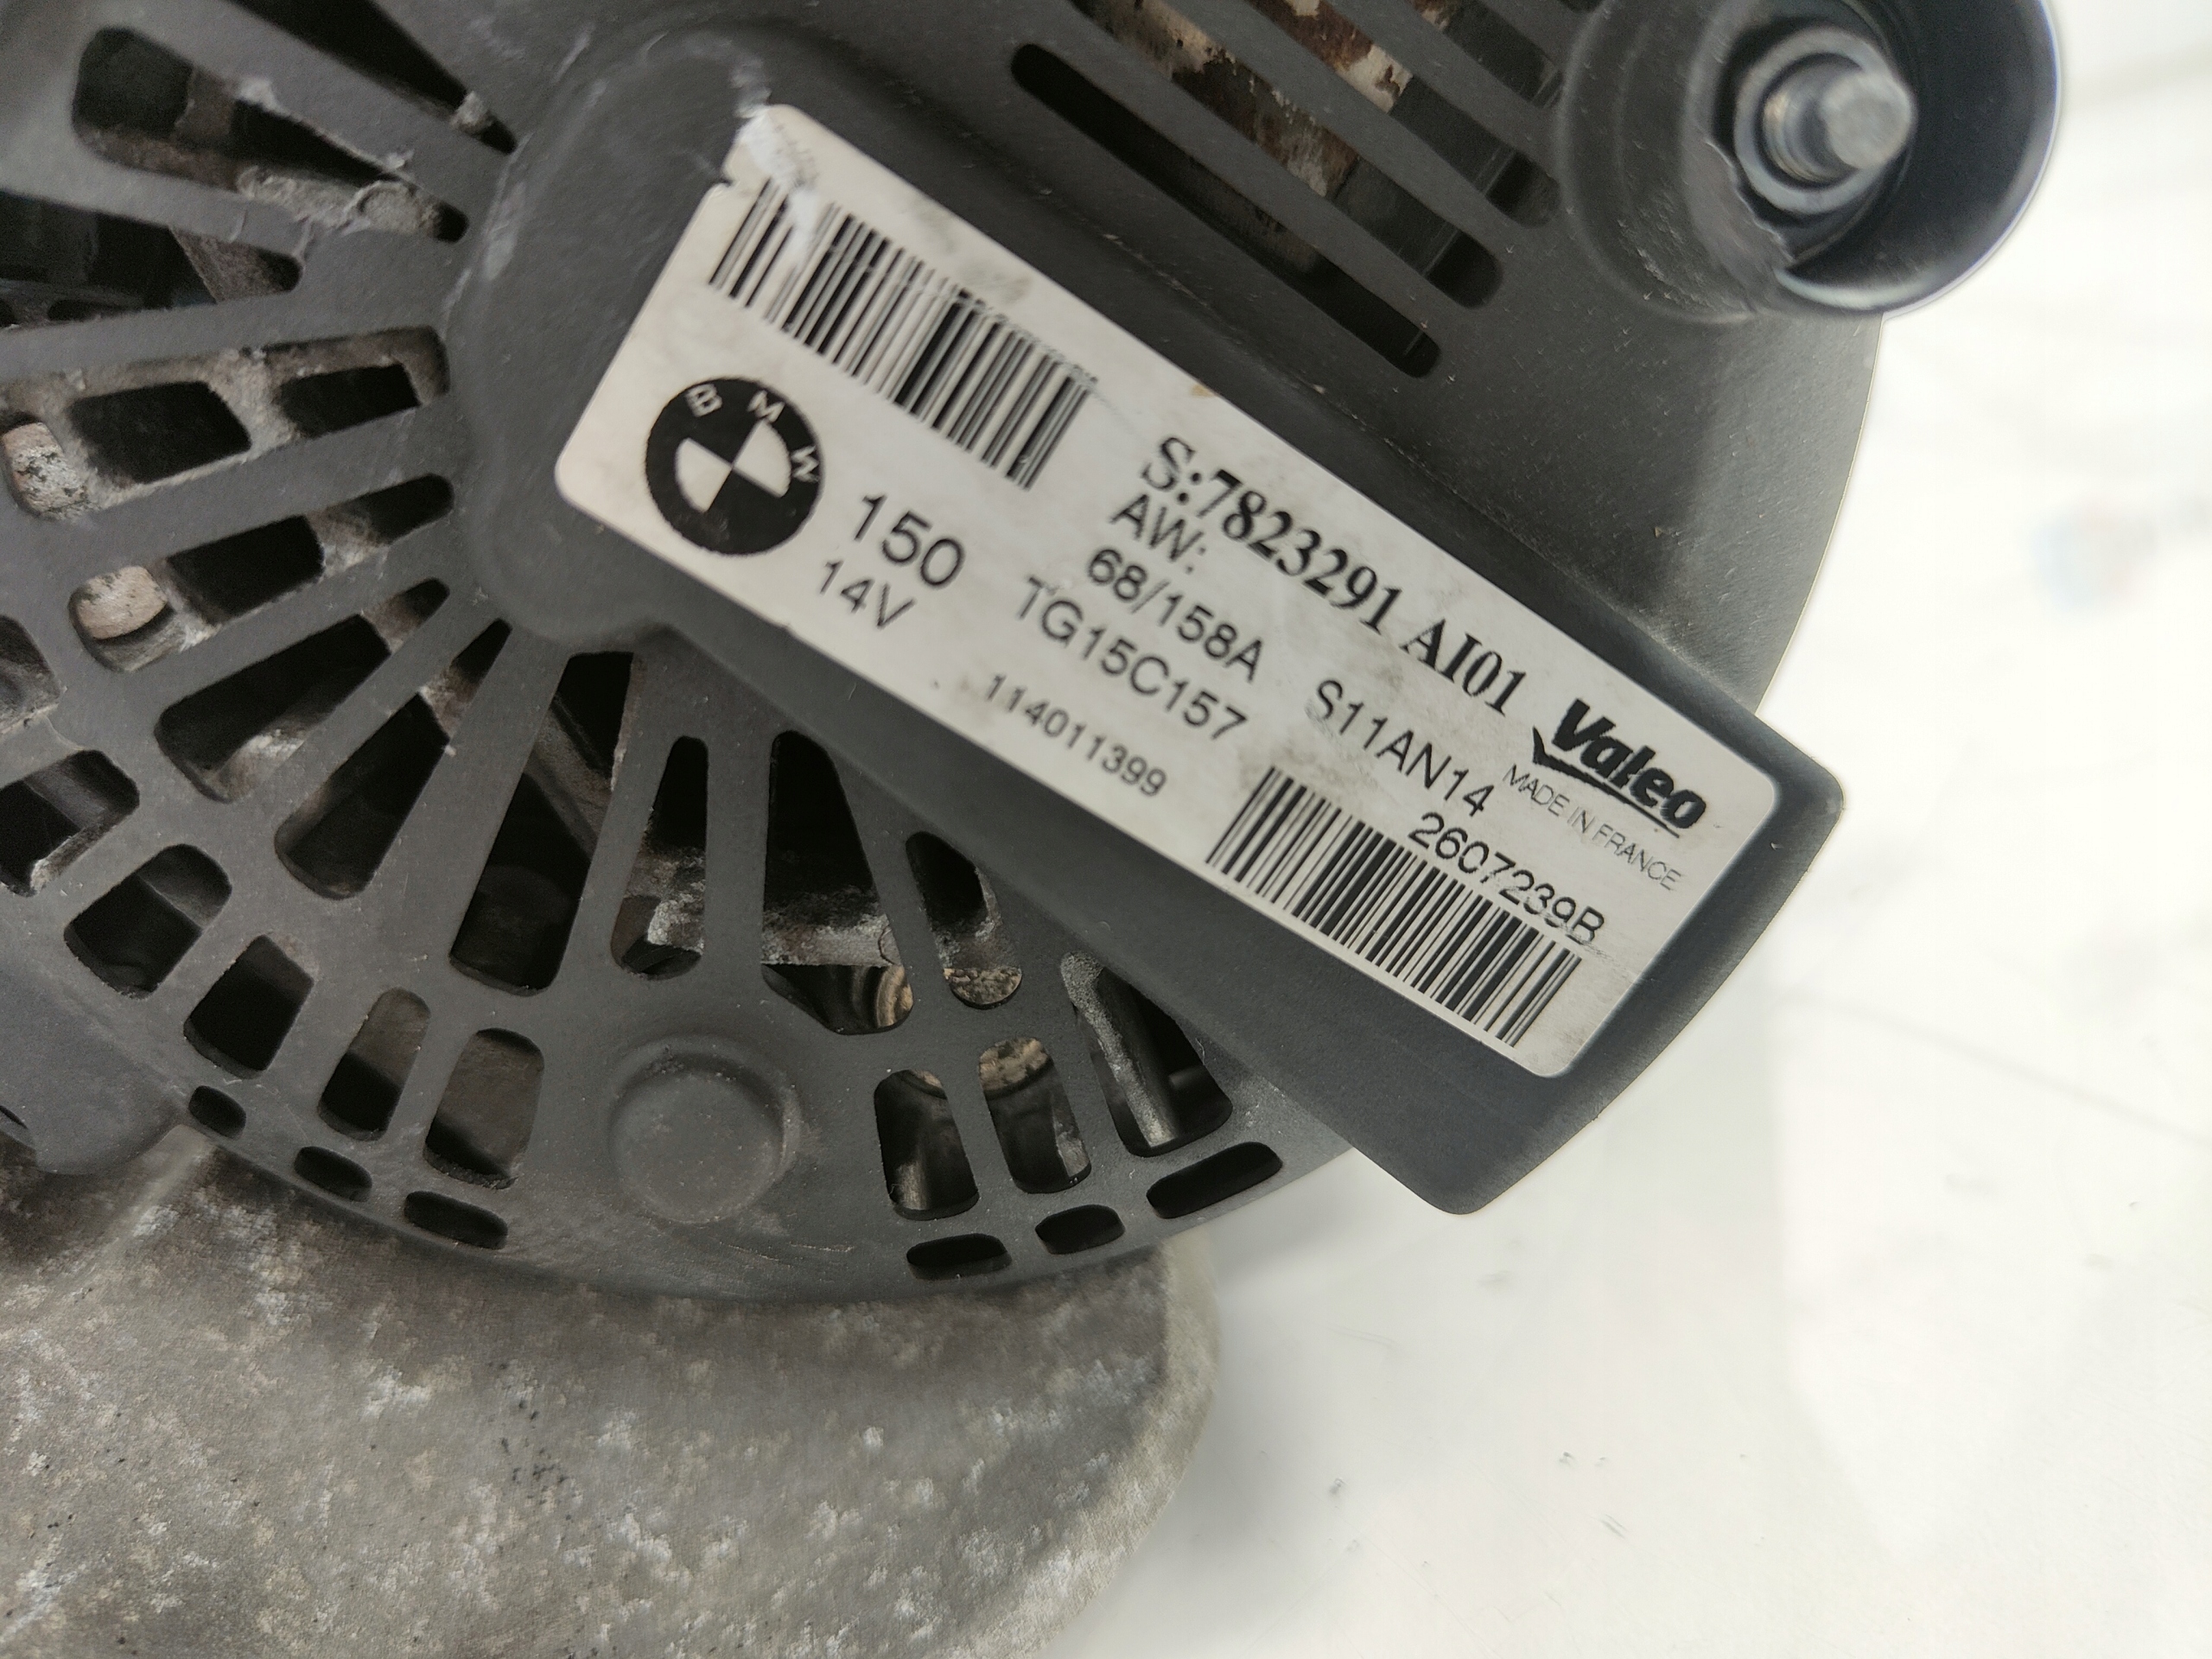 BMW
150
14V
S:7823291 AI01
AW:
68/158A
TG15C157
114011399
S11AN14
2607239B
Valeo
MADE IN FRANCE